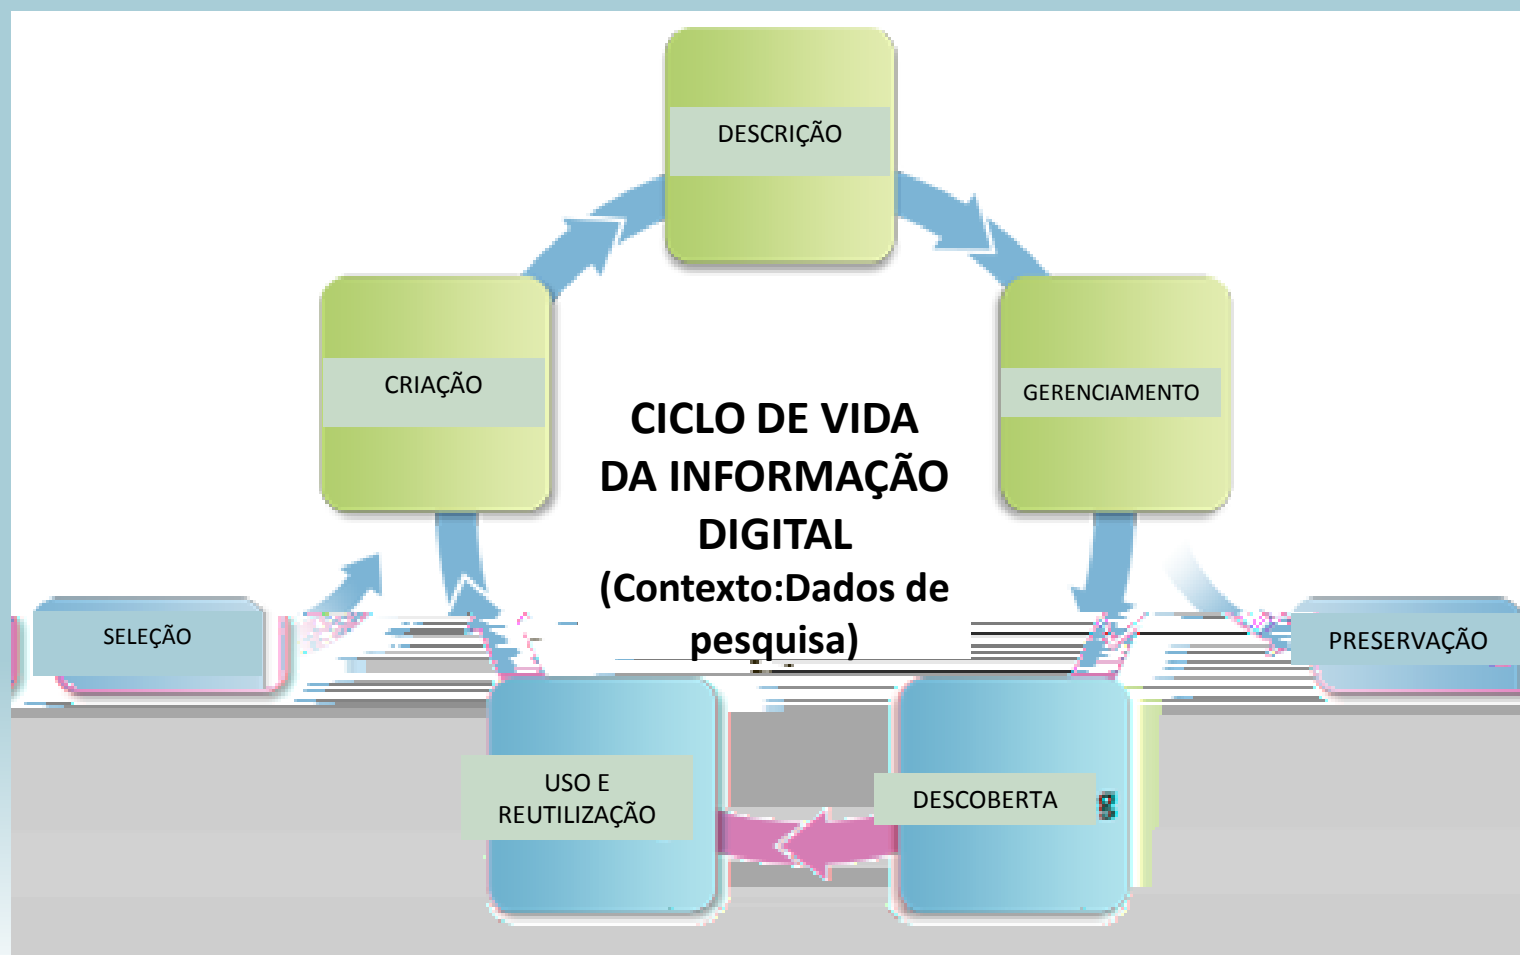 DESCRIÇÃO
CRIAÇÃO
GERENCIAMENTO
CICLO DE VIDA
DA INFORMAÇÃO
DIGITAL
(Contexto:Dados de
pesquisa)
SELEÇÃO
PRESERVAÇÃO
USO E
REUTILIZAÇÃO
DESCOBERTA